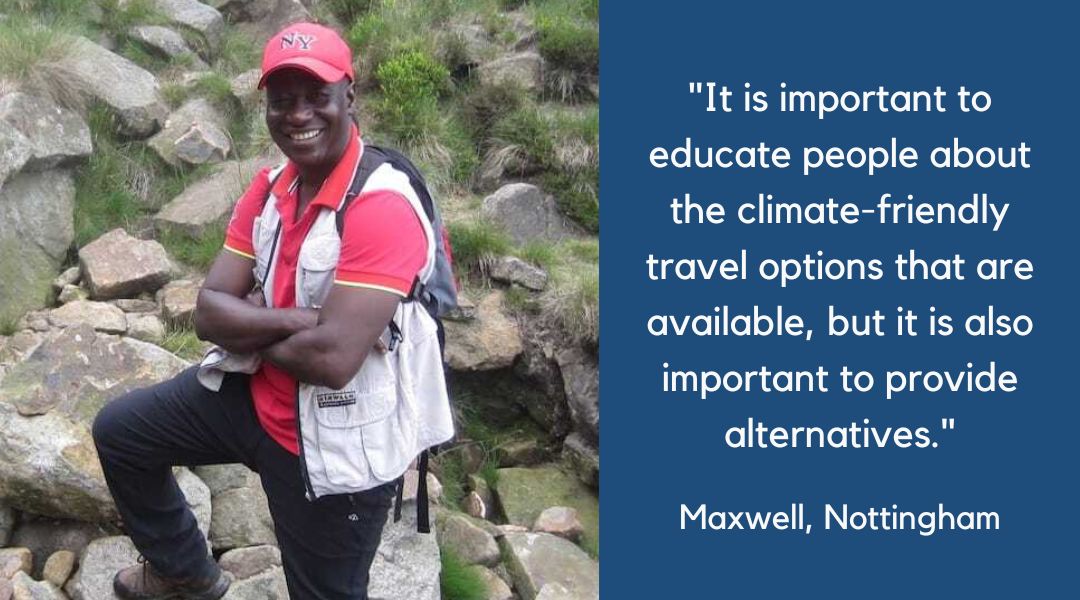 NY
"It is important to
educate people about
the climate-friendly
travel options that are
available, but it is also
important to provide
alternatives."
Maxwell, Nottingham